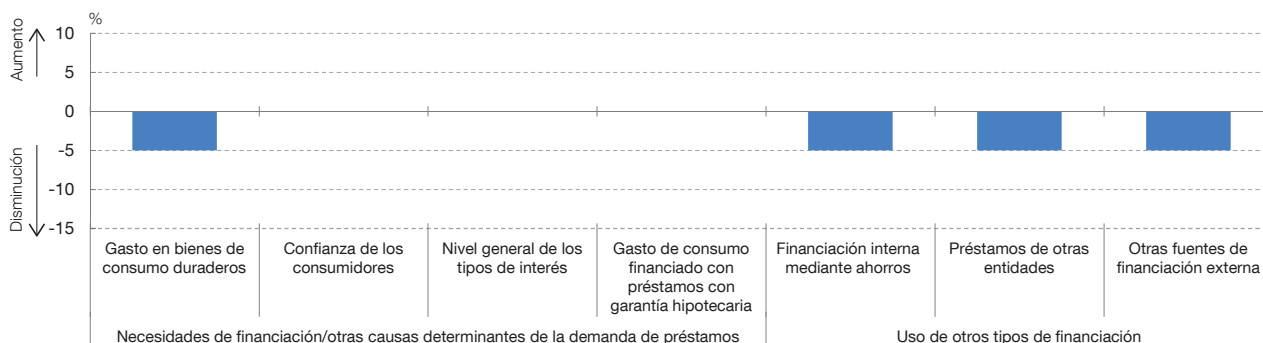 %
Aumento
Disminución
10
5
0
-5
-10
-15
Gasto en bienes de
consumo duraderos
Confianza de los
consumidores
Nivel general de los
tipos de interés
Gasto de consumo
financiado con
préstamos con
garantía hipotecaria
Financiación interna
mediante ahorros
Préstamos de otras
entidades
Otras fuentes de
financiación externa
Necesidades de financiación/otras causas determinantes de la demanda de préstamos
Uso de otros tipos de financiación